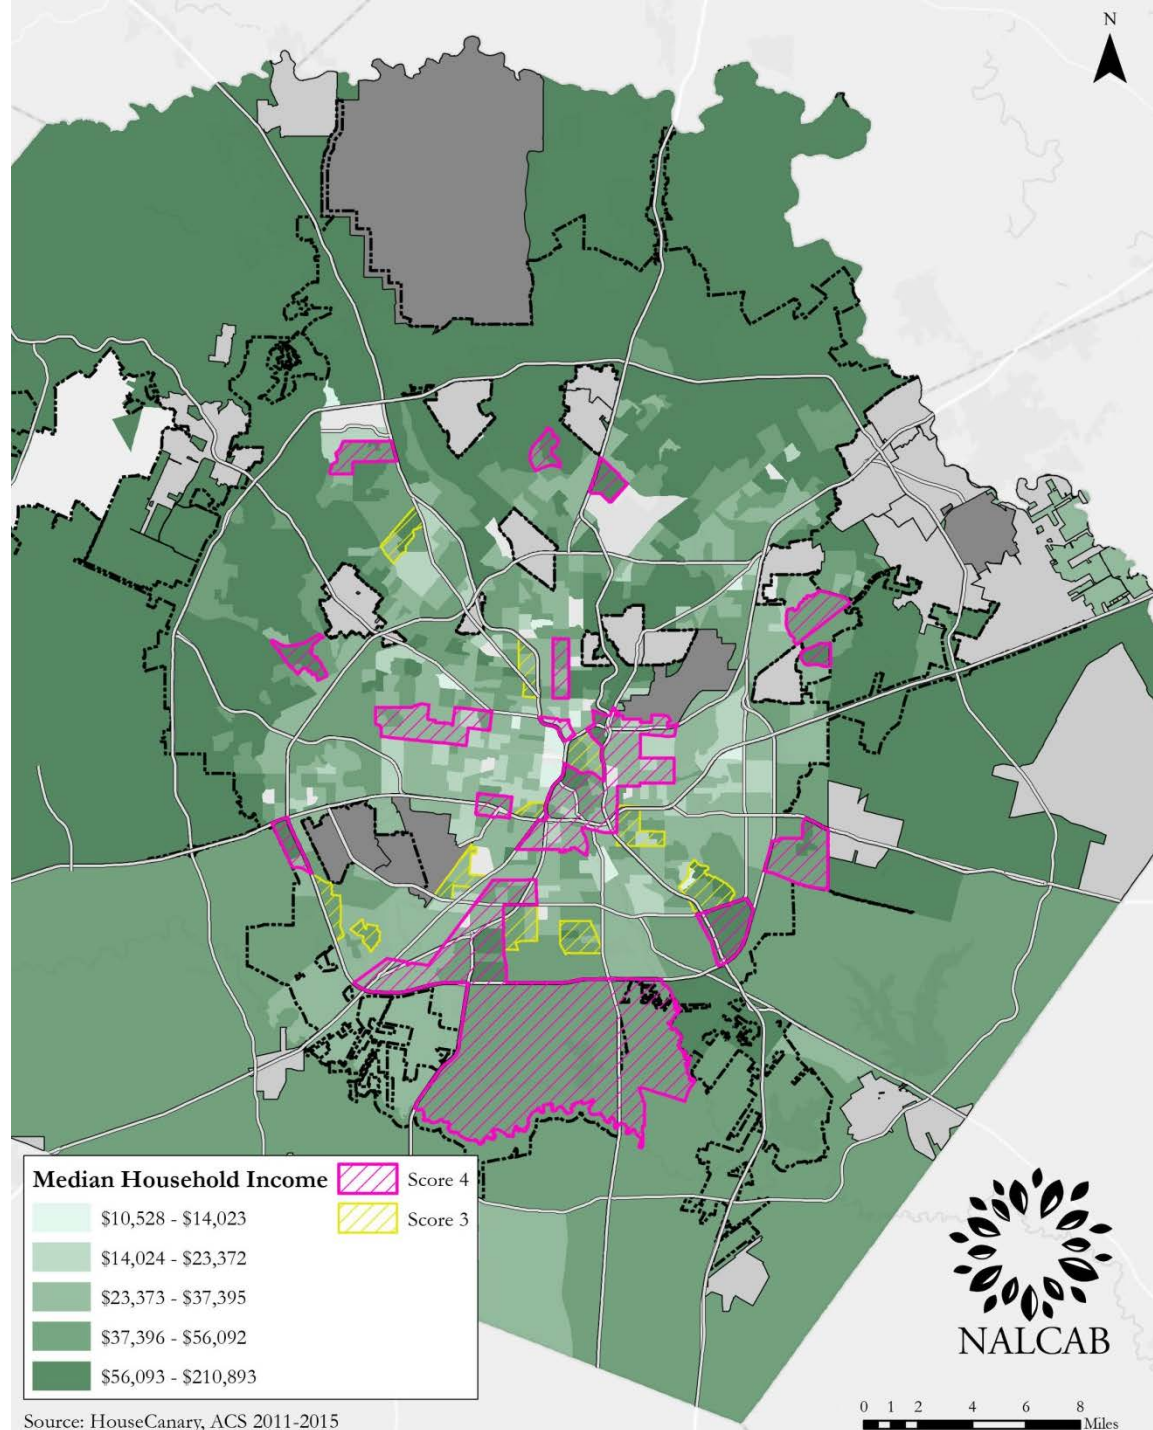 N
Median Household Income
$10,528 - $14,023
$14,024 - $23,372
$23,373 - $37,395
$37,396 - $56,092
$56,093 - $210,893
Score 4
Score 3
Source: HouseCanary, ACS 2011-2015
NALCAB
0 1 2 4 6 8
Miles